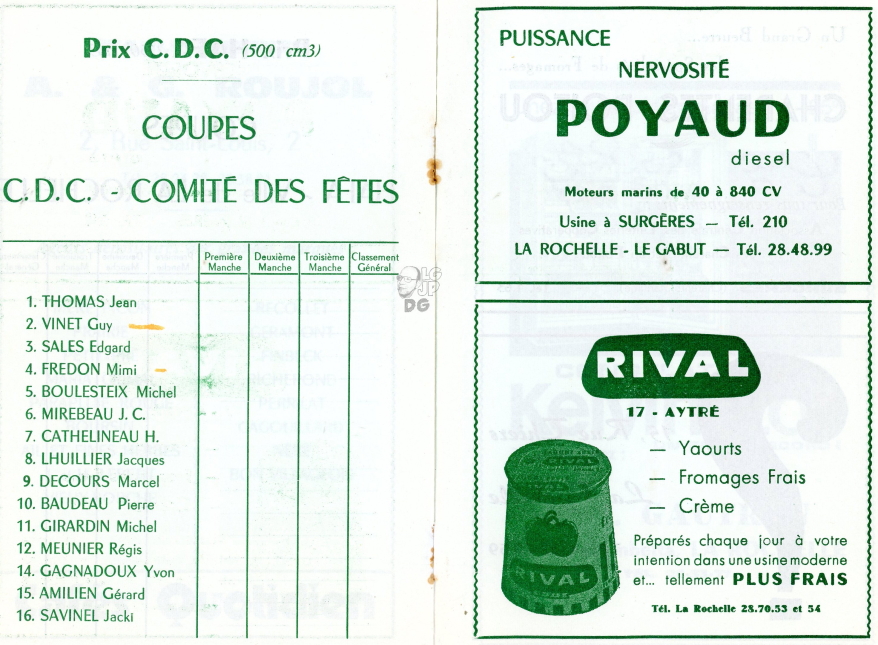 Prix C.D.C. (500 cm3)
COUPES
C.D.C. - COMITÉ DES FÊTES
Première Manche
Deuxième Manche
Troisième Manche
Classement Général
1. THOMAS Jean
2. VINET Guy
3. SALES Edgard
4. FREDON Mimi
5. BOULESTEIX Michel
6. MIREBEAU J. C.
7. CATHELINEAU H.
8. LHUILLIER Jacques
9. DECOURS Marcel
10. BAUDEAU Pierre
11. GIRARDIN Michel
12. MEUNIER Régis
14. GAGNADOUX Yvon
15. AMILIEN Gérard
16. SAVINEL Jacki
LG
JP
DG
PUISSANCE
NERVOSITÉ
POYAUD
diesel
Moteurs marins de 40 à 840 CV
Usine à SURGÈRES — Tél. 210
LA ROCHELLE - LE GABUT — Tél. 28.48.99
RIVAL
17 - AYTRÉ
— Yaourts
— Fromages Frais
— Crème
RIVAL
RIVAL
Préparés chaque jour à votre
intention dans une usine moderne
et... tellement PLUS FRAIS
Tél. La Rochelle 28.70.53 et 54